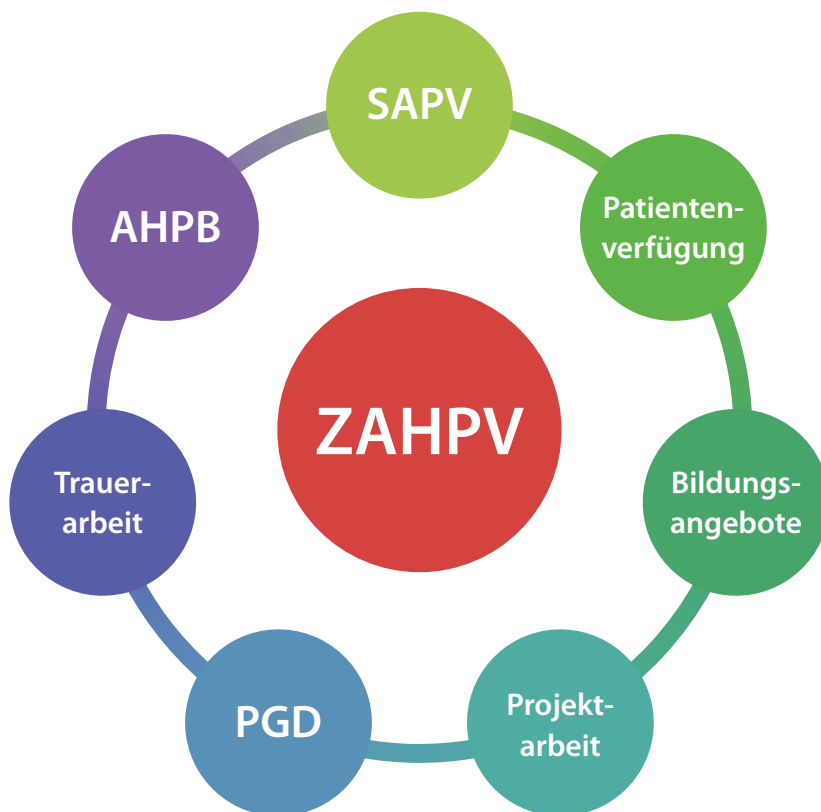 SAPV
Patienten-
verfügung
Bildungs-
angebote
Projekt-
arbeit
PGD
Trauer-
arbeit
AHPB
ZAHPV